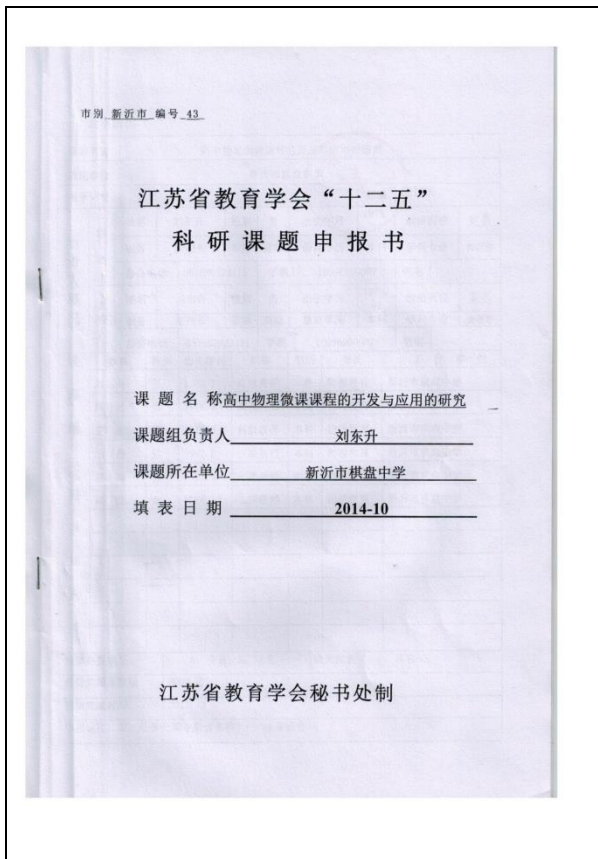 市别 新沂市 编号 43
江苏省教育学会“十二五”
科研课题申报书
课题名称高中物理微课课程的开发与应用的研究
课题组负责人 刘东升
课题所在单位 新沂市棋盘中学
填表日期 2014-10
江苏省教育学会秘书处制